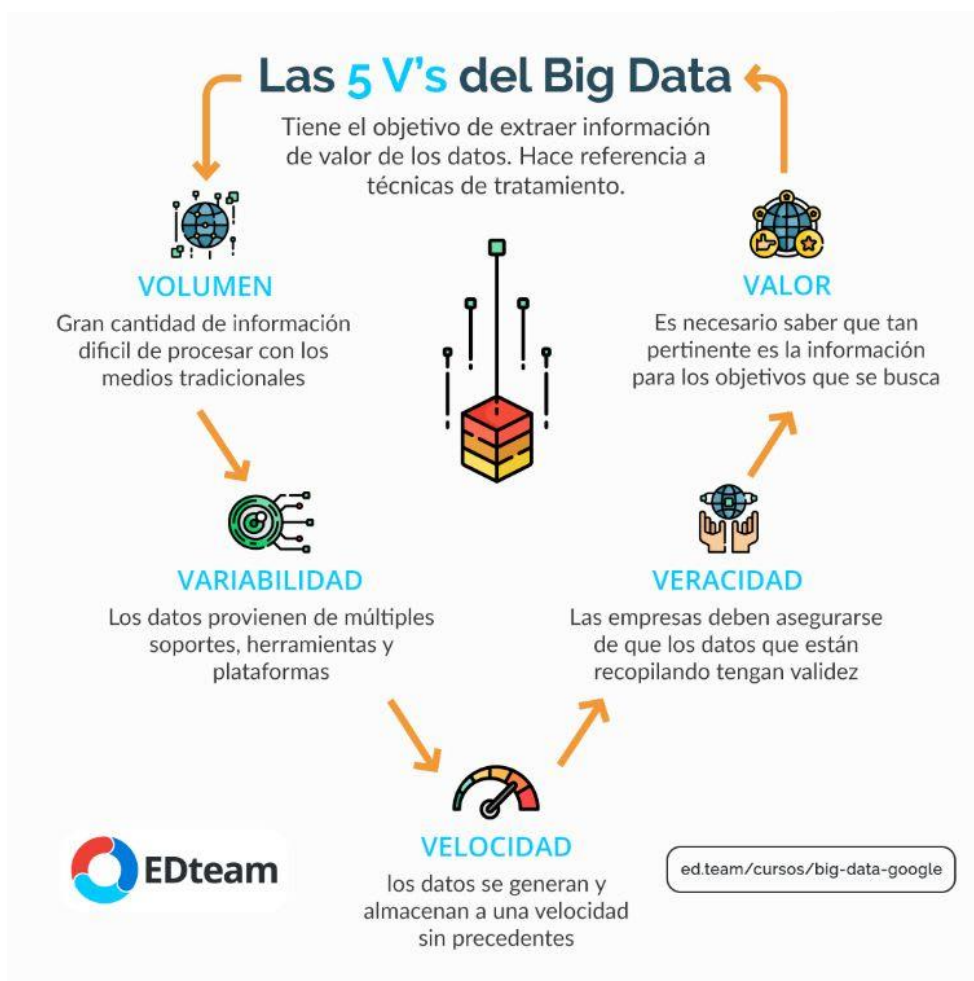 Las 5 V's del Big Data
Tiene el objetivo de extraer información
de valor de los datos. Hace referencia a
técnicas de tratamiento.
VOLUMEN
Gran cantidad de información
dificil de procesar con los
medios tradicionales
VARIABILIDAD
Los datos provienen de múltiples
soportes, herramientas y
plataformas
VELOCIDAD
los datos se generan y
almacenan a una velocidad
sin precedentes
VERACIDAD
Las empresas deben asegurarse
de que los datos que están
recopilando tengan validez
VALOR
Es necesario saber que tan
pertinente es la información
para los objetivos que se busca
EDteam
ed.team/cursos/big-data-google